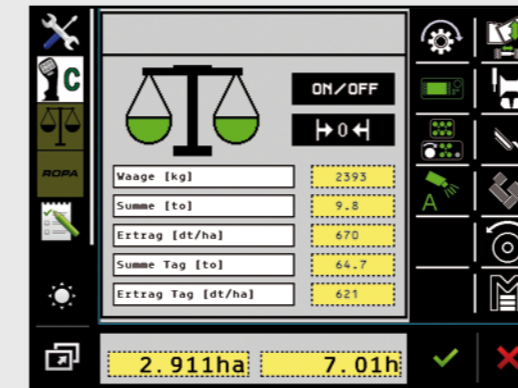 C
ROPA
ON/OFF
0
Waage [kg] 2393
Summe [to] 9.8
Ertrag [dt/ha] 670
Summe Tag [to] 64.7
Ertrag Tag [dt/ha] 621
A
M
2.911ha 7.01h